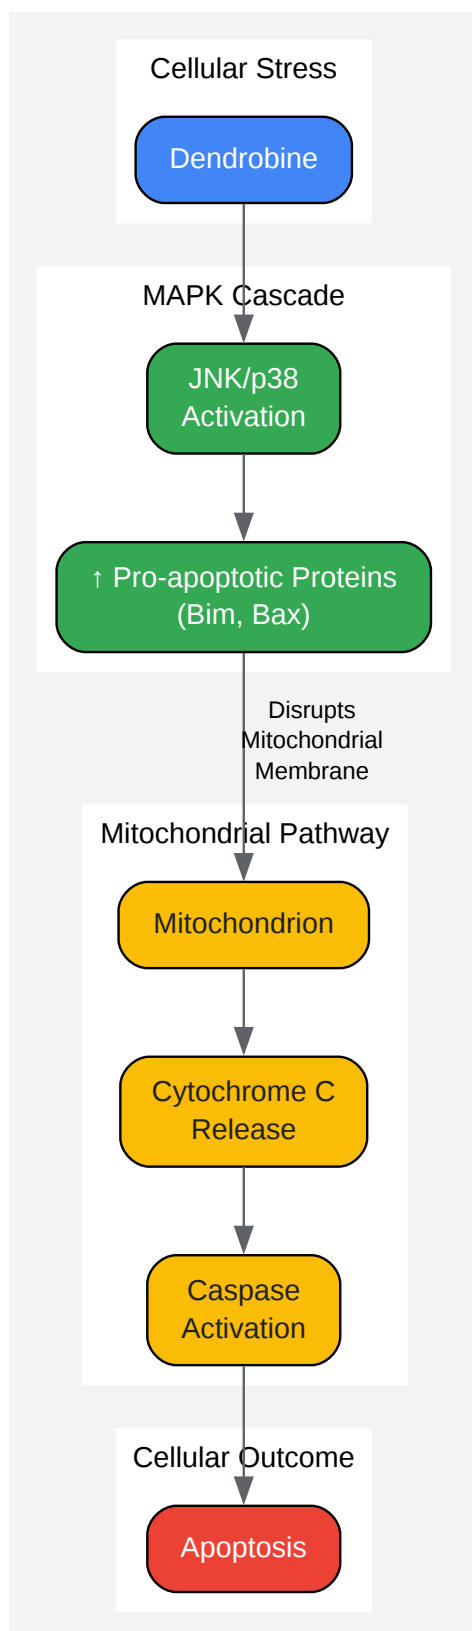 Cellular Stress
Dendrobine
MAPK Cascade
JNK/p38
Activation
↑ Pro-apoptotic Proteins
(Bim, Bax)
Disrupts
Mitochondrial
Membrane
Mitochondrial Pathway
Mitochondrion
Cytochrome C
Release
Caspase
Activation
Cellular Outcome
Apoptosis